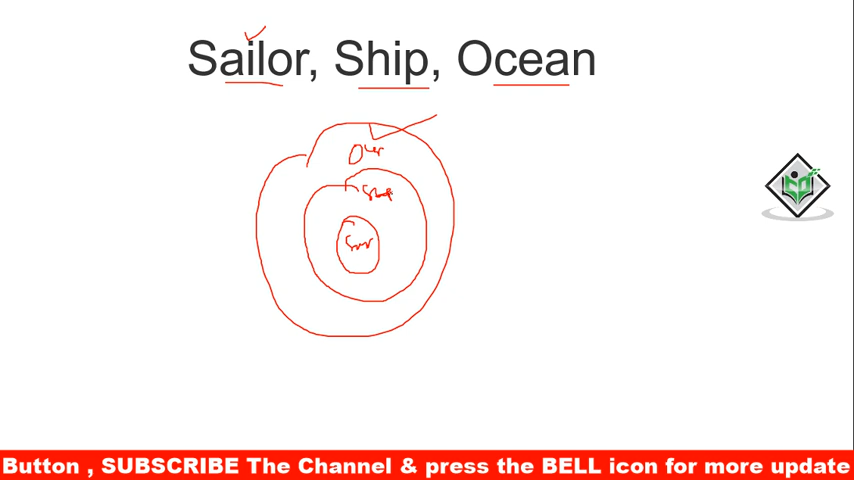 Sailor, Ship, Ocean
Button , SUBSCRIBE The Channel & press the BELL icon for more update